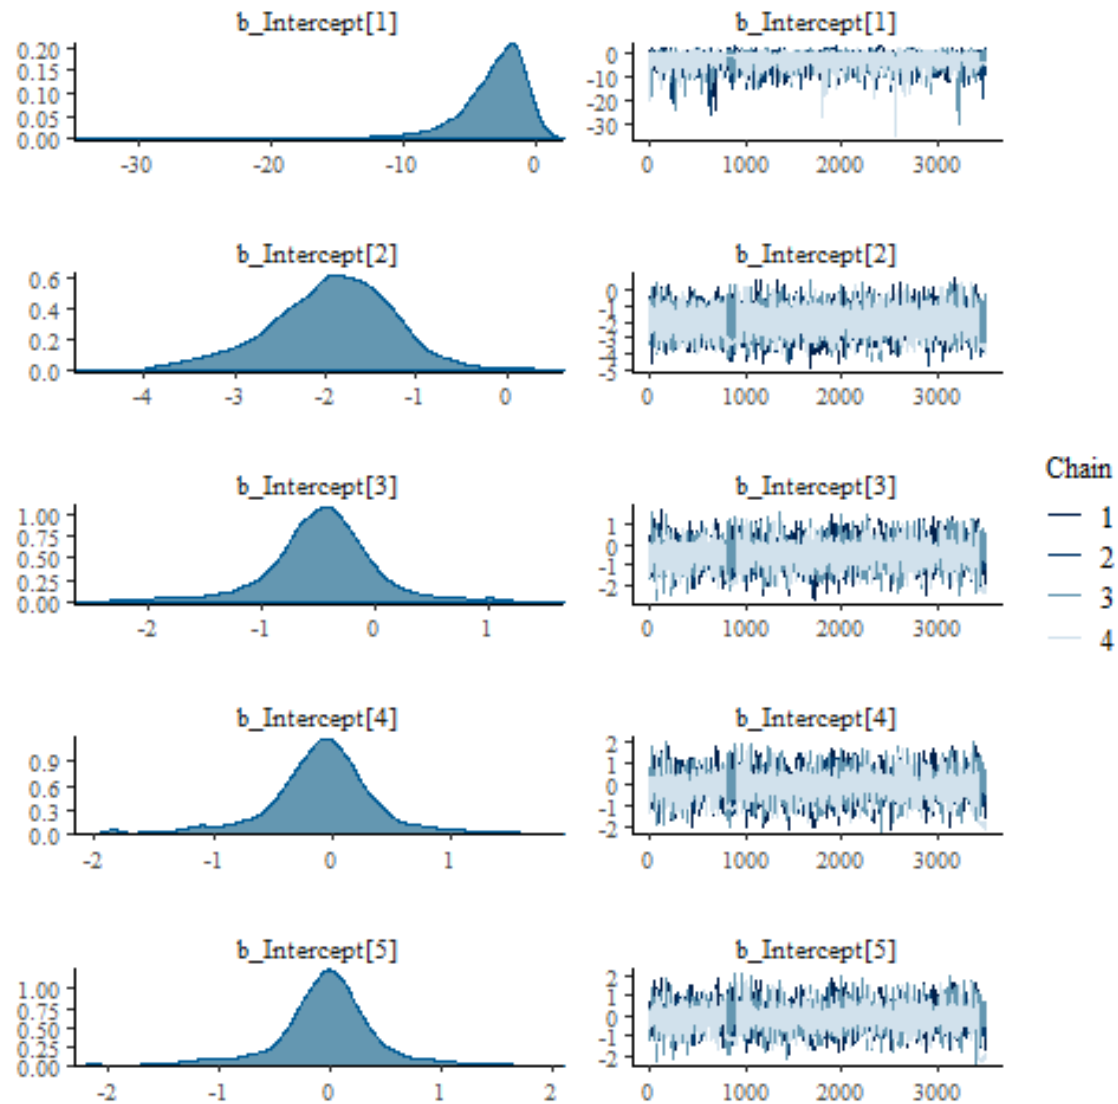 b_Intercept[1]
0.20
0.15
0.10
0.05
0.00
-30 -20 -10 0
b_Intercept[1]
0
-10
-20
-30
0 1000 2000 3000
b_Intercept[2]
0.6
0.4
0.2
0.0
-4 -3 -2 -1 0
b_Intercept[2]
0
-1
-2
-3
-4
-5
0 1000 2000 3000
b_Intercept[3]
1.00
0.75
0.50
0.25
0.00
-2 -1 0 1
b_Intercept[3]
1
0
-1
-2
0 1000 2000 3000
b_Intercept[4]
0.9
0.6
0.3
0.0
-2 -1 0 1
b_Intercept[4]
2
1
0
-1
-2
0 1000 2000 3000
b_Intercept[5]
1.00
0.75
0.50
0.25
0.00
-2 -1 0 1 2
b_Intercept[5]
2
1
0
-1
-2
0 1000 2000 3000
Chain
1
2
3
4